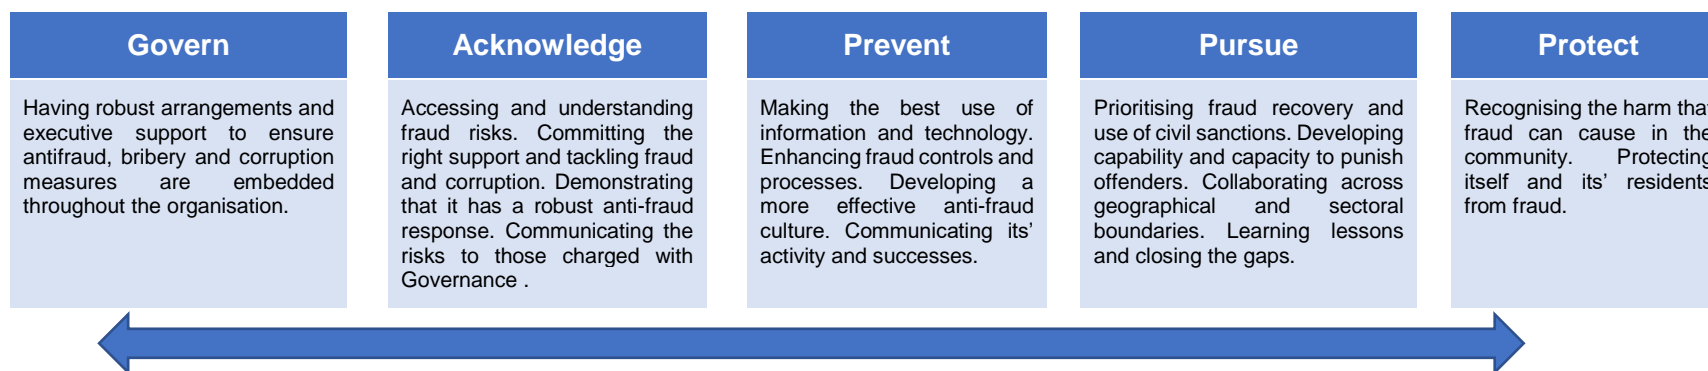 Govern
Having robust arrangements and
executive support to ensure
antifraud, bribery and corruption
measures are embedded
throughout the organisation.
Acknowledge
Accessing and understanding
fraud risks. Committing the
right support and tackling fraud
and corruption. Demonstrating
that it has a robust anti-fraud
response. Communicating the
risks to those charged with
Governance .
Prevent
Making the best use of
information and technology.
Enhancing fraud controls and
processes. Developing a
more effective anti-fraud
culture. Communicating its’
activity and successes.
Pursue
Prioritising fraud recovery and
use of civil sanctions. Developing
capability and capacity to punish
offenders. Collaborating across
geographical and sectoral
boundaries. Learning lessons
and closing the gaps.
Protect
Recognising the harm that
fraud can cause in the
community. Protecting
itself and its’ residents
from fraud.